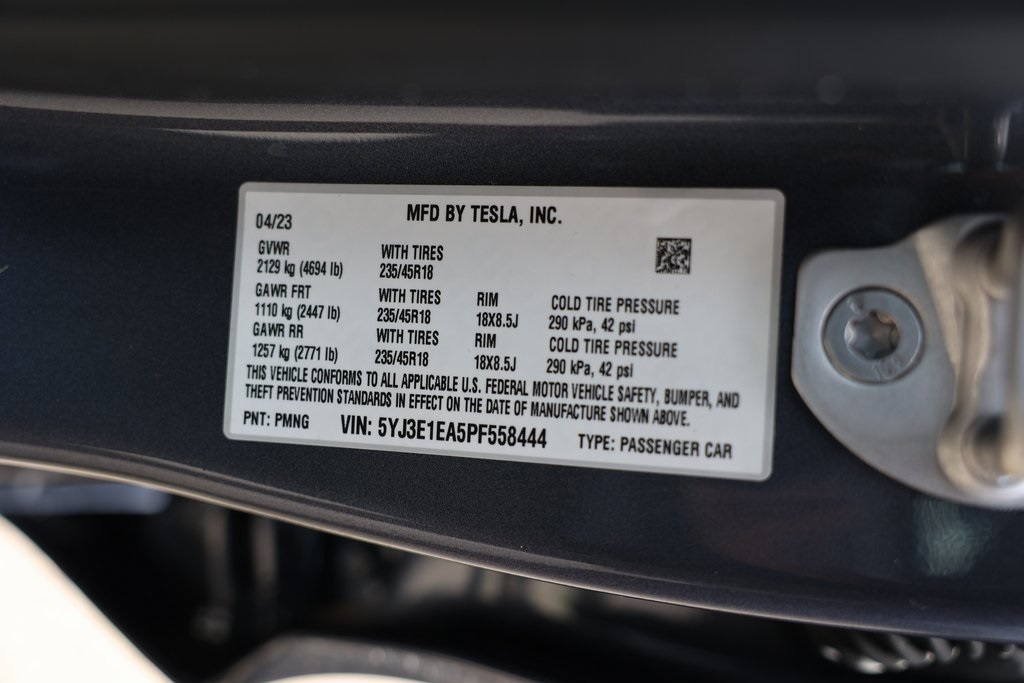 MFD BY TESLA, INC.
04/23
GVWR WITH TIRES
2129 kg (4694 lb) 235/45R18
GAWR FRT WITH TIRES RIM COLD TIRE PRESSURE
1110 kg (2447 lb) 235/45R18 18X8.5J 290 kPa, 42 psi
GAWR RR WITH TIRES RIM COLD TIRE PRESSURE
1257 kg (2771 lb) 235/45R18 18X8.5J 290 kPa, 42 psi
THIS VEHICLE CONFORMS TO ALL APPLICABLE U.S. FEDERAL MOTOR VEHICLE SAFETY, BUMPER, AND
THEFT PREVENTION STANDARDS IN EFFECT ON THE DATE OF MANUFACTURE SHOWN ABOVE.
PNT: PMNG VIN: 5YJ3E1EA5PF558444 TYPE: PASSENGER CAR